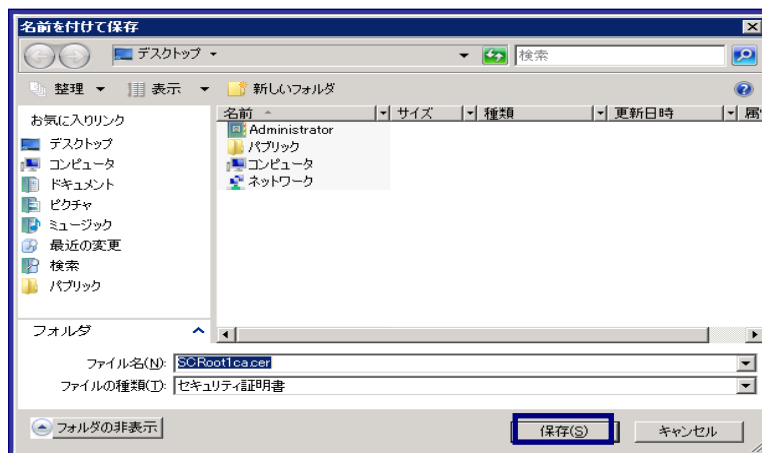 名前を付けて保存
デスクトップ
検索
整理 表示 新しいフォルダ
お気に入りリンク
デスクトップ
コンピュータ
ドキュメント
ピクチャ
ミュージック
最近の変更
検索
パブリック
フォルダ
名前 サイズ 種類 更新日時
Administrator
パブリック
コンピュータ
ネットワーク
ファイル名(N): SCRoot1ca.cer
ファイルの種類(T): セキュリティ証明書
フォルダの非表示 保存(S) キャンセル